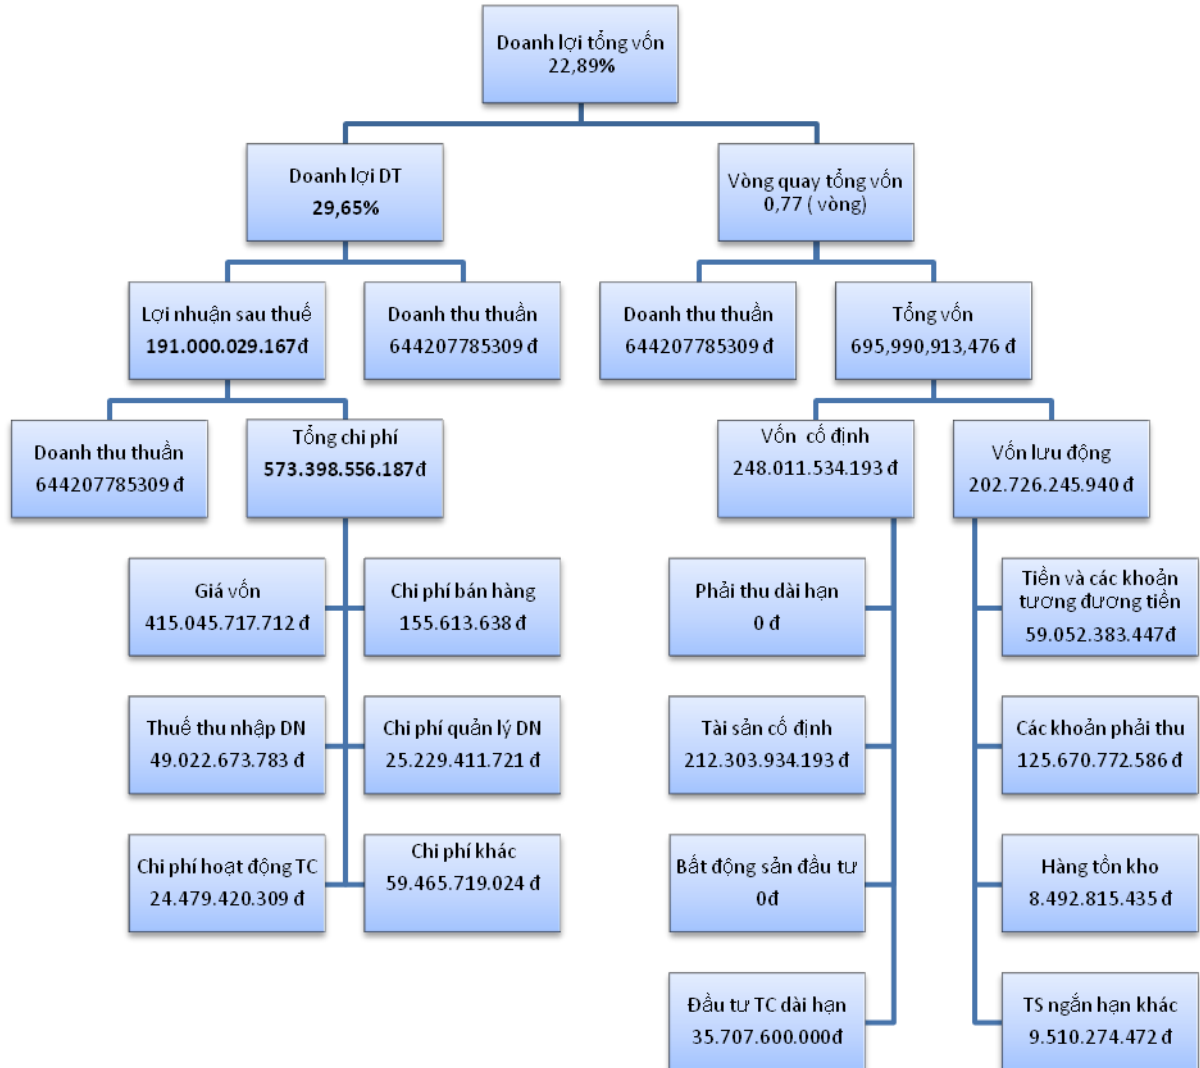 Doanh lợi tổng vốn
22,89%
Doanh lợi DT
29,65%
Vòng quay tổng vốn
0,77 ( vòng)
Lợi nhuận sau thuế
191.000.029.167đ
Doanh thu thuần
644207785309 đ
Doanh thu thuần
644207785309 đ
Tổng vốn
695,990,913,476 đ
Doanh thu thuần
644207785309 đ
Tổng chi phí
573.398.556.187đ
Vốn cố định
248.011.534.193 đ
Vốn lưu động
202.726.245.940 đ
Giá vốn
415.045.717.712 đ
Chi phí bán hàng
155.613.638 đ
Phải thu dài hạn
0 đ
Tiền và các khoản
tương đương tiền
59.052.383.447đ
Thuế thu nhập DN
49.022.673.783 đ
Chi phí quản lý DN
25.229.411.721 đ
Tài sản cố định
212.303.934.193 đ
Các khoản phải thu
125.670.772.586 đ
Chi phí hoạt động TC
24.479.420.309 đ
Chi phí khác
59.465.719.024 đ
Bất động sản đầu tư
0đ
Hàng tồn kho
8.492.815.435 đ
Đầu tư TC dài hạn
35.707.600.000đ
TS ngắn hạn khác
9.510.274.472 đ